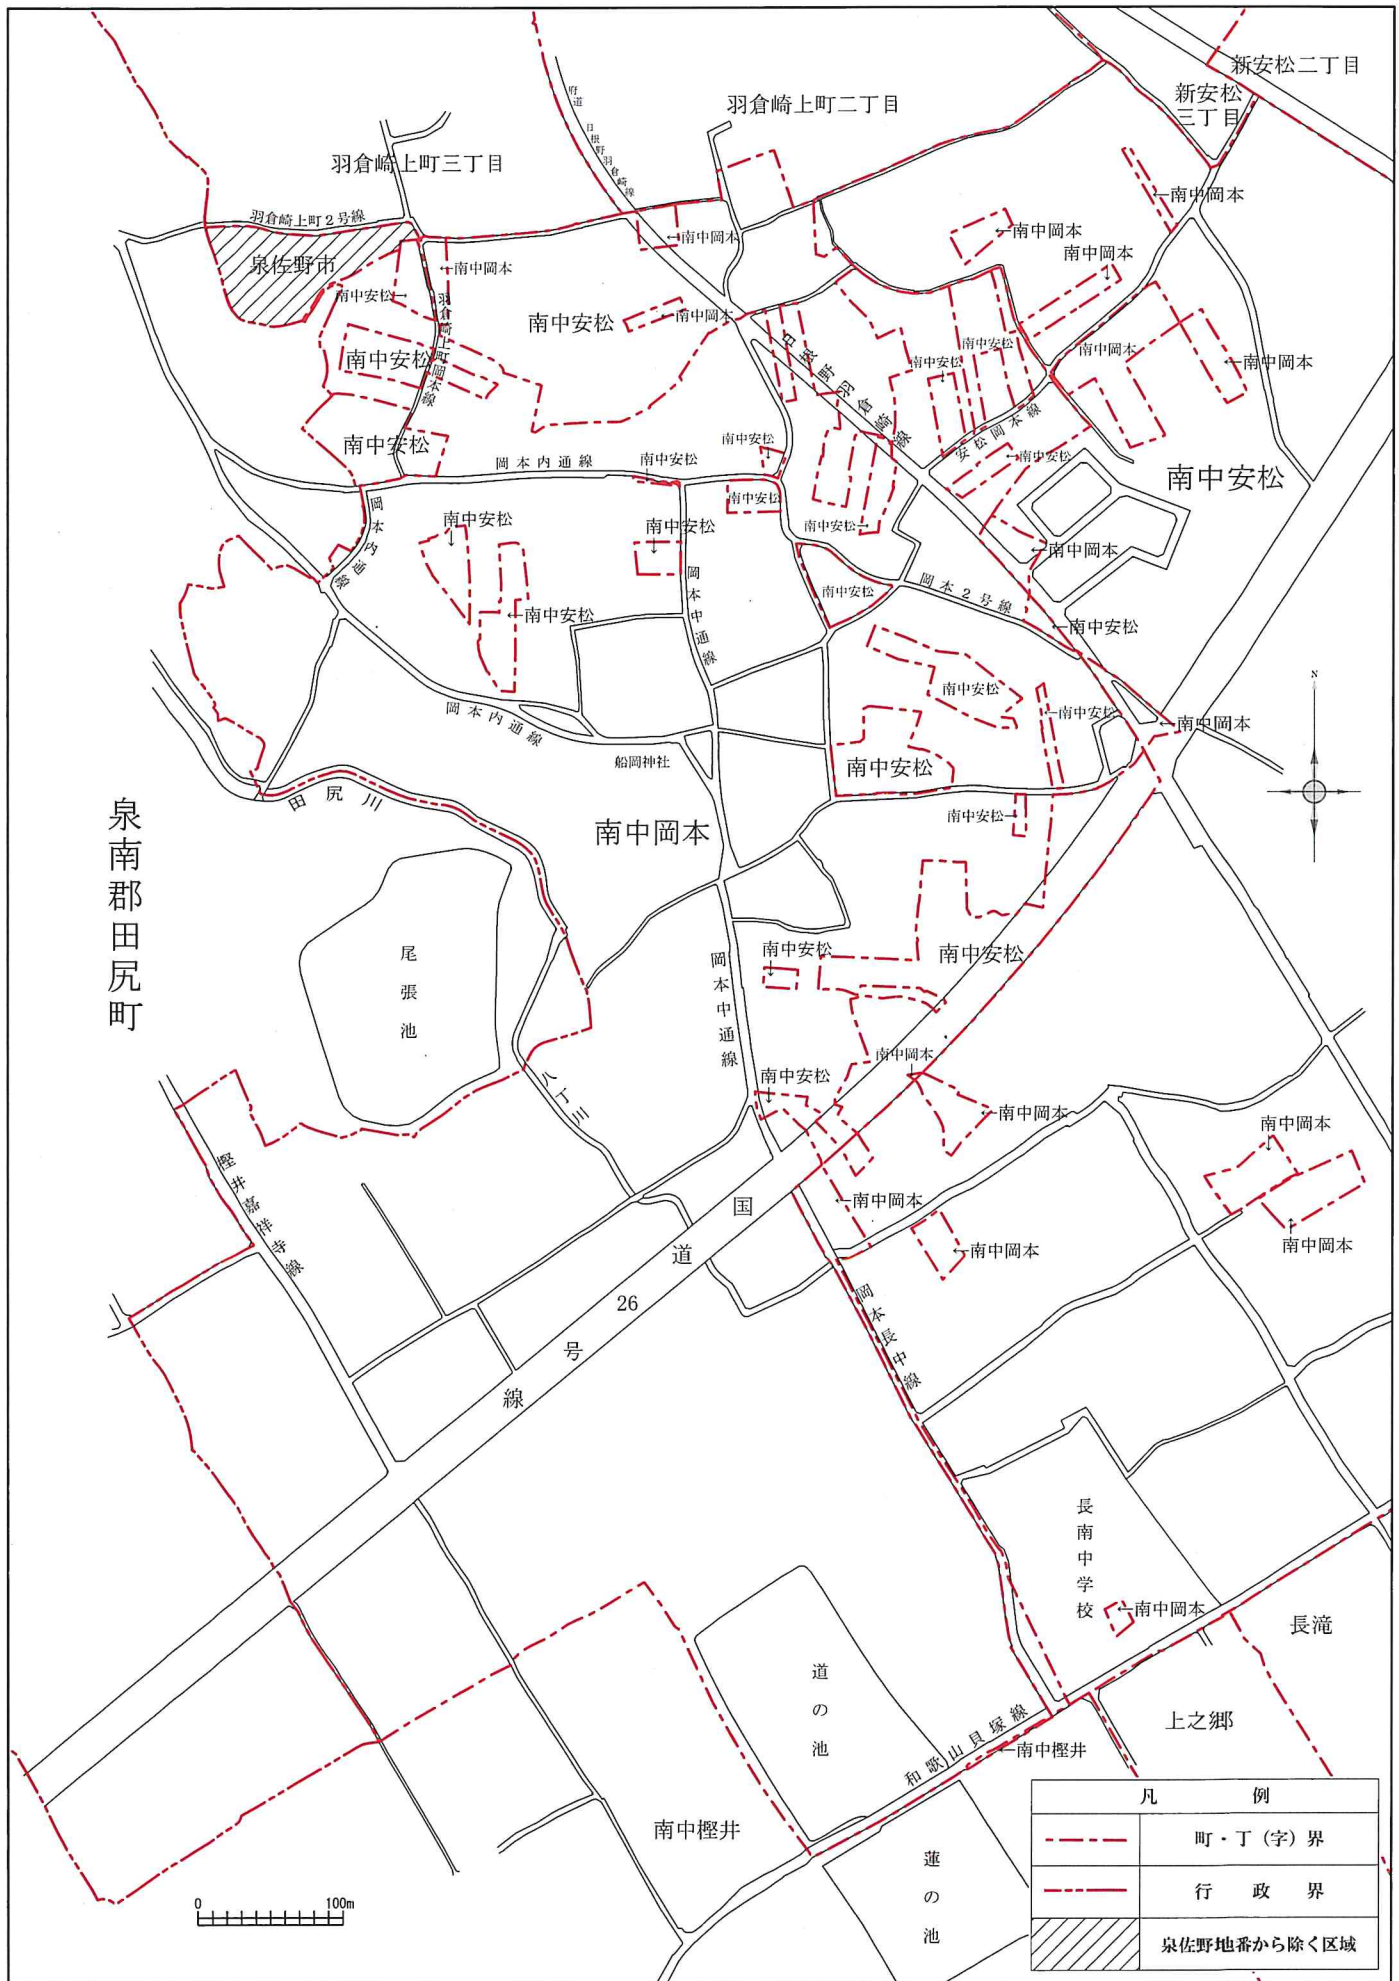 新安松二丁目
新安松
三丁目
羽倉崎上町二丁目
羽倉崎上町三丁目
府道
日根野羽倉崎線
羽倉崎上町2号線
泉佐野市
←南中岡本
←南中岡本
←南中岡本
南中岡本
↓
←南中岡本
南中安松→
羽倉崎上町岡本線
南中安松
←南中岡本
日根野羽倉崎線
南中安松
南中安松
↓
南中岡本
←南中岡本
南中安松
南中安松
安松岡本線
←南中安松
南中安松
↓
岡本内通線
南中安松
↓
南中安松
南中安松
岡本内通線
南中安松
↓
南中安松
↓
南中安松→
←南中岡本
岡本中通線
南中安松
岡本2号線
←南中安松
←南中安松
南中安松
←南中安松
←南中岡本
岡本内通線
船岡神社
南中安松
N
田尻川
南中岡本
南中安松→
泉南郡田尻町
尾張池
南中安松
↓
南中安松
岡本中通線
南中岡本
南中安松
↓
←南中岡本
南中岡本
↓
樫井嘉祥寺線
←南中岡本
←南中岡本
↑
南中岡本
国道26号線
岡本長中線
長南中学校
←南中岡本
長滝
道の池
上之郷
和歌山貝塚線
←南中樫井
南中樫井
蓮の池
0 100m
凡 例
町・丁(字)界
行 政 界
泉佐野地番から除く区域